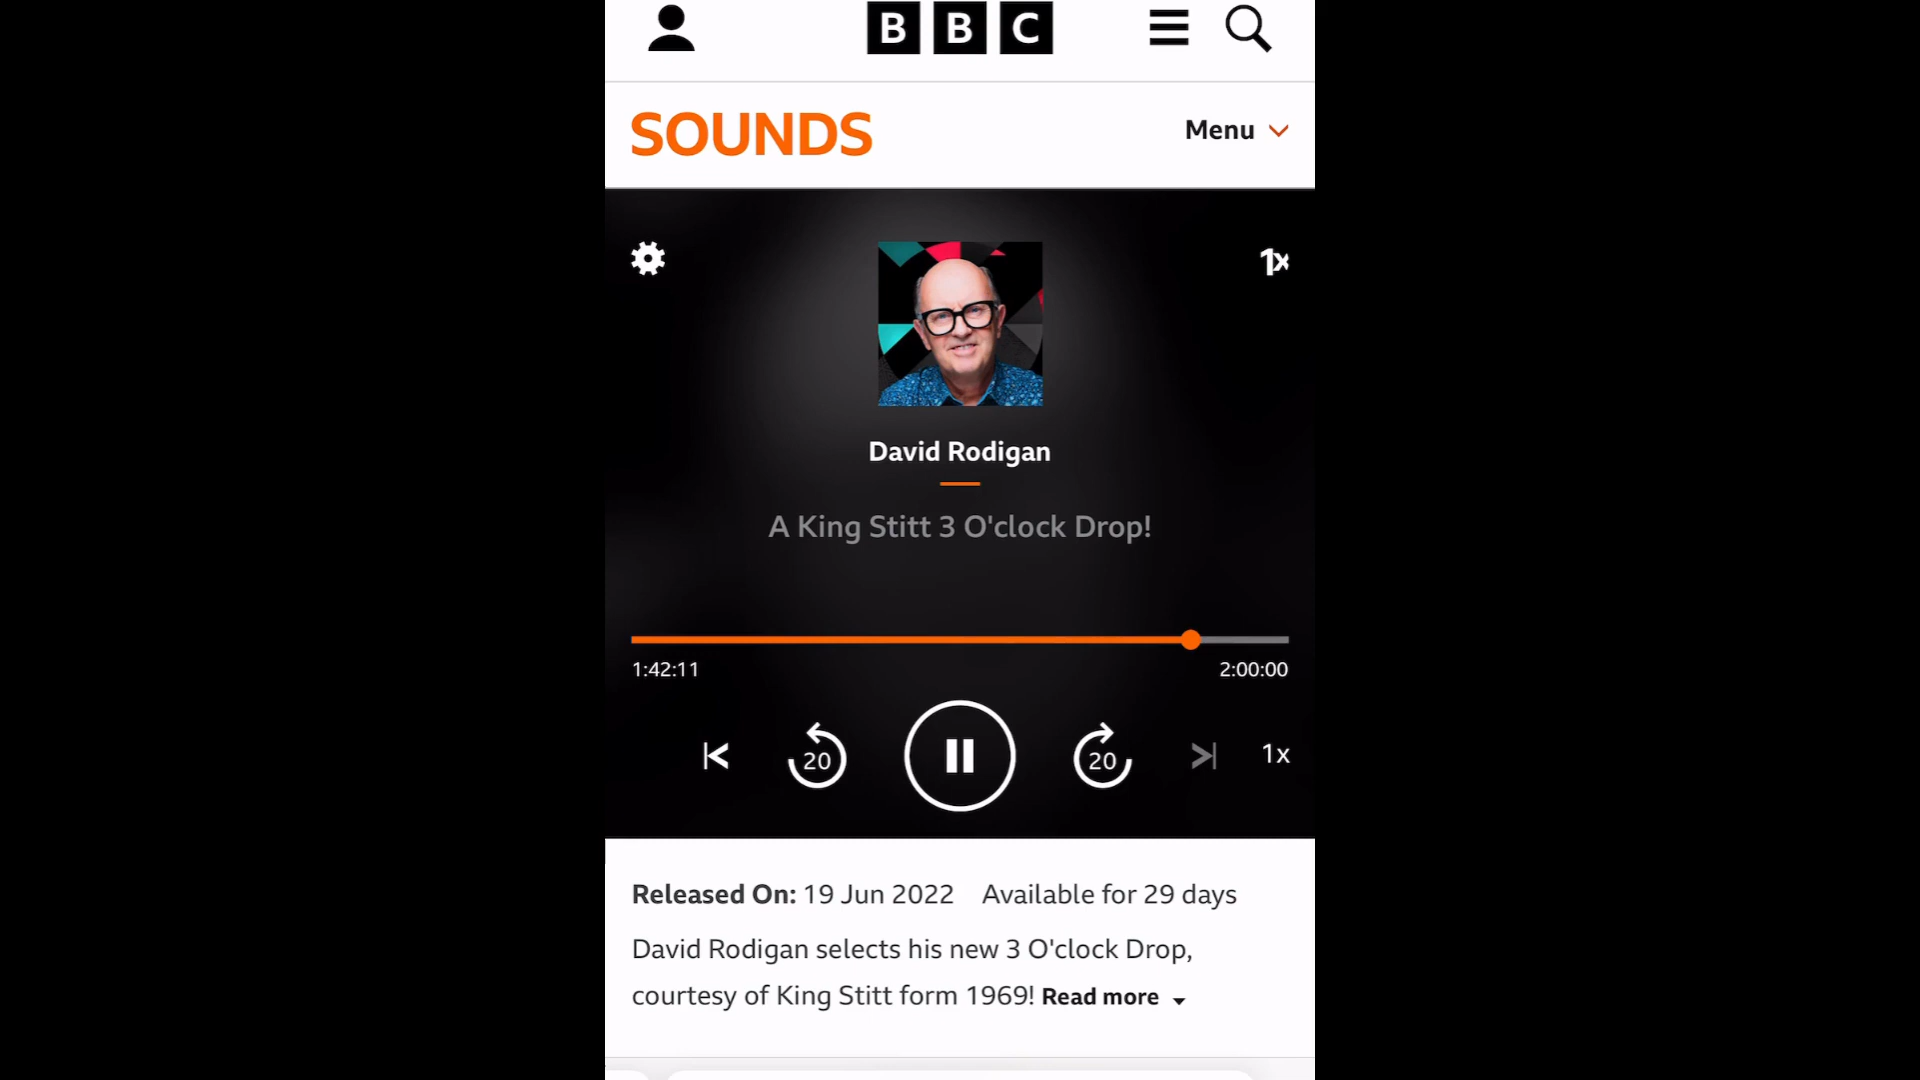 BBC
SOUNDS
Menu
1x
David Rodigan
A King Stitt 3 O'clock Drop!
1:42:11
2:00:00
20
20
1x
Released On: 19 Jun 2022 Available for 29 days
David Rodigan selects his new 3 O'clock Drop,
courtesy of King Stitt form 1969! Read more